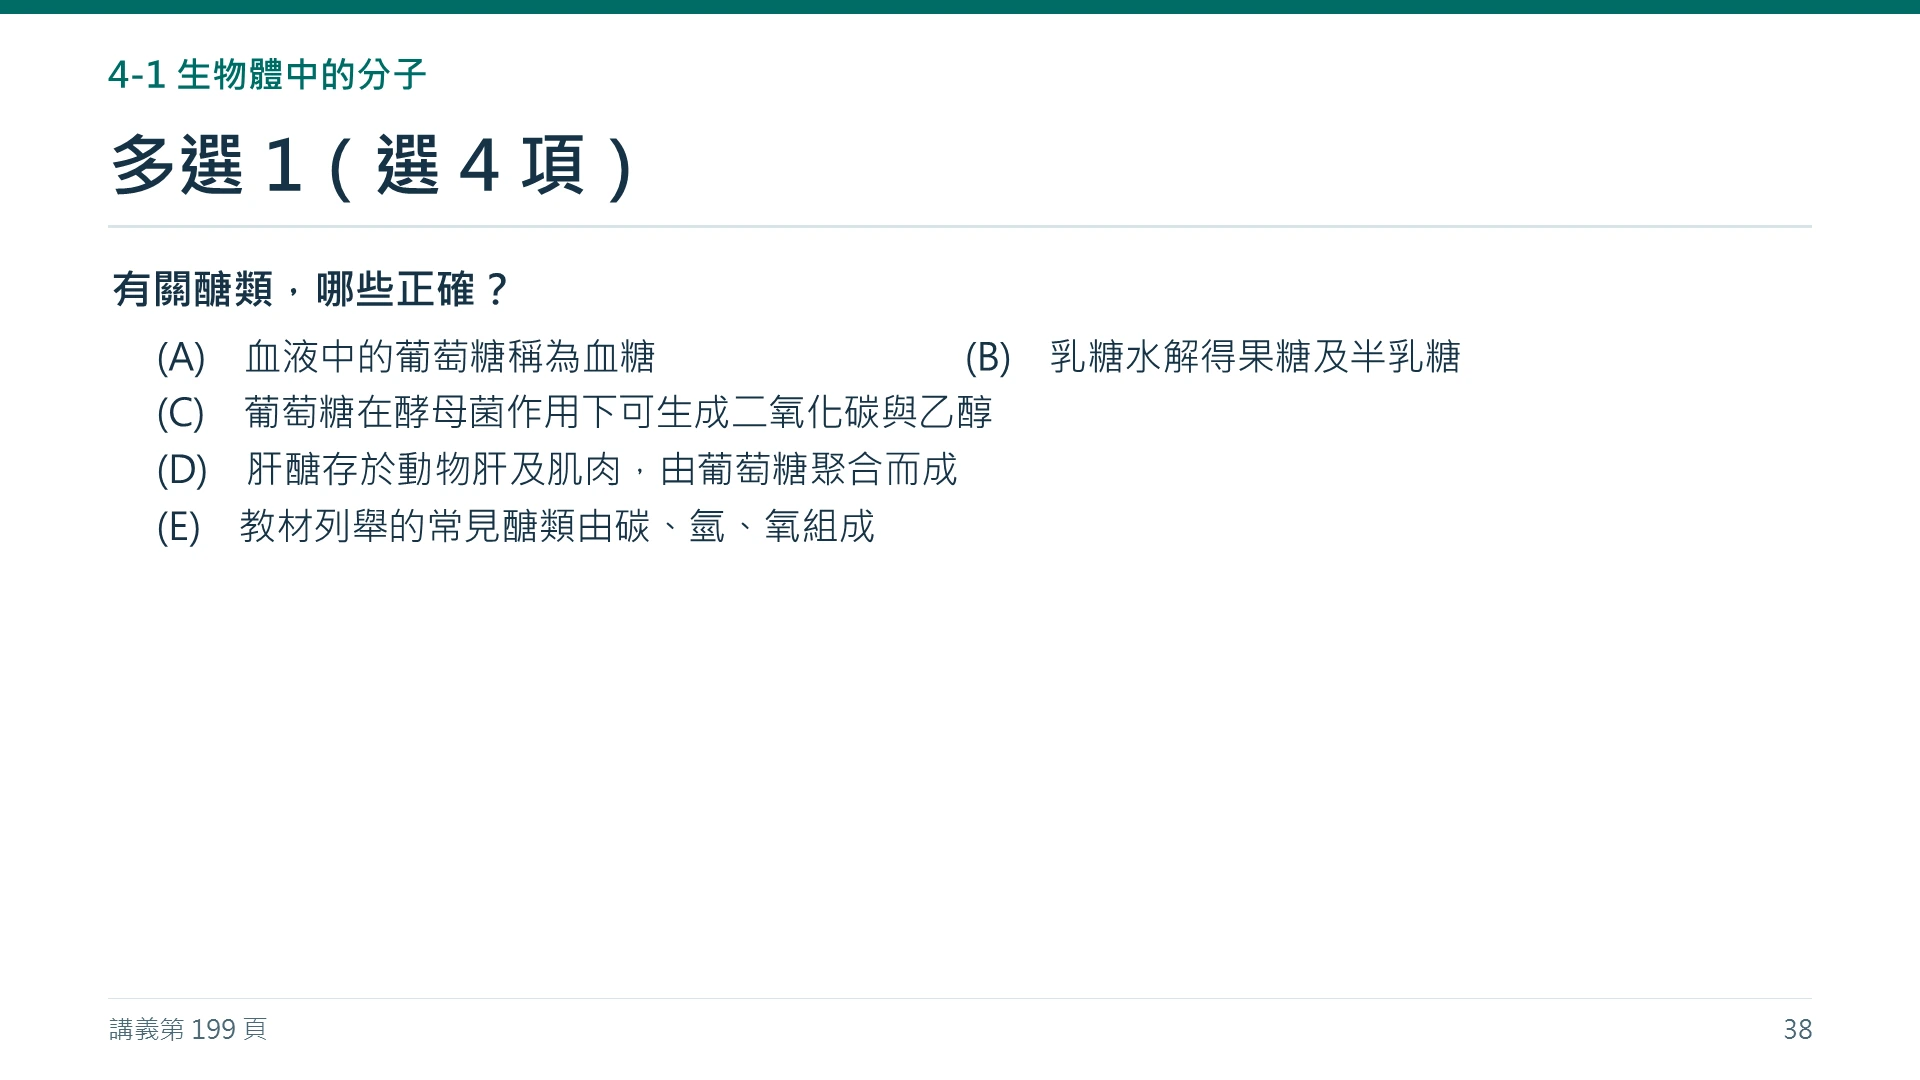 4-1 生物體中的分子
多選 1（選 4 項）
有關醣類，哪些正確？
(A) 血液中的葡萄糖稱為血糖 (B) 乳糖水解得果糖及半乳糖
(C) 葡萄糖在酵母菌作用下可生成二氧化碳與乙醇
(D) 肝醣存於動物肝及肌肉，由葡萄糖聚合而成
(E) 教材列舉的常見醣類由碳、氫、氧組成
講義第 199 頁
38